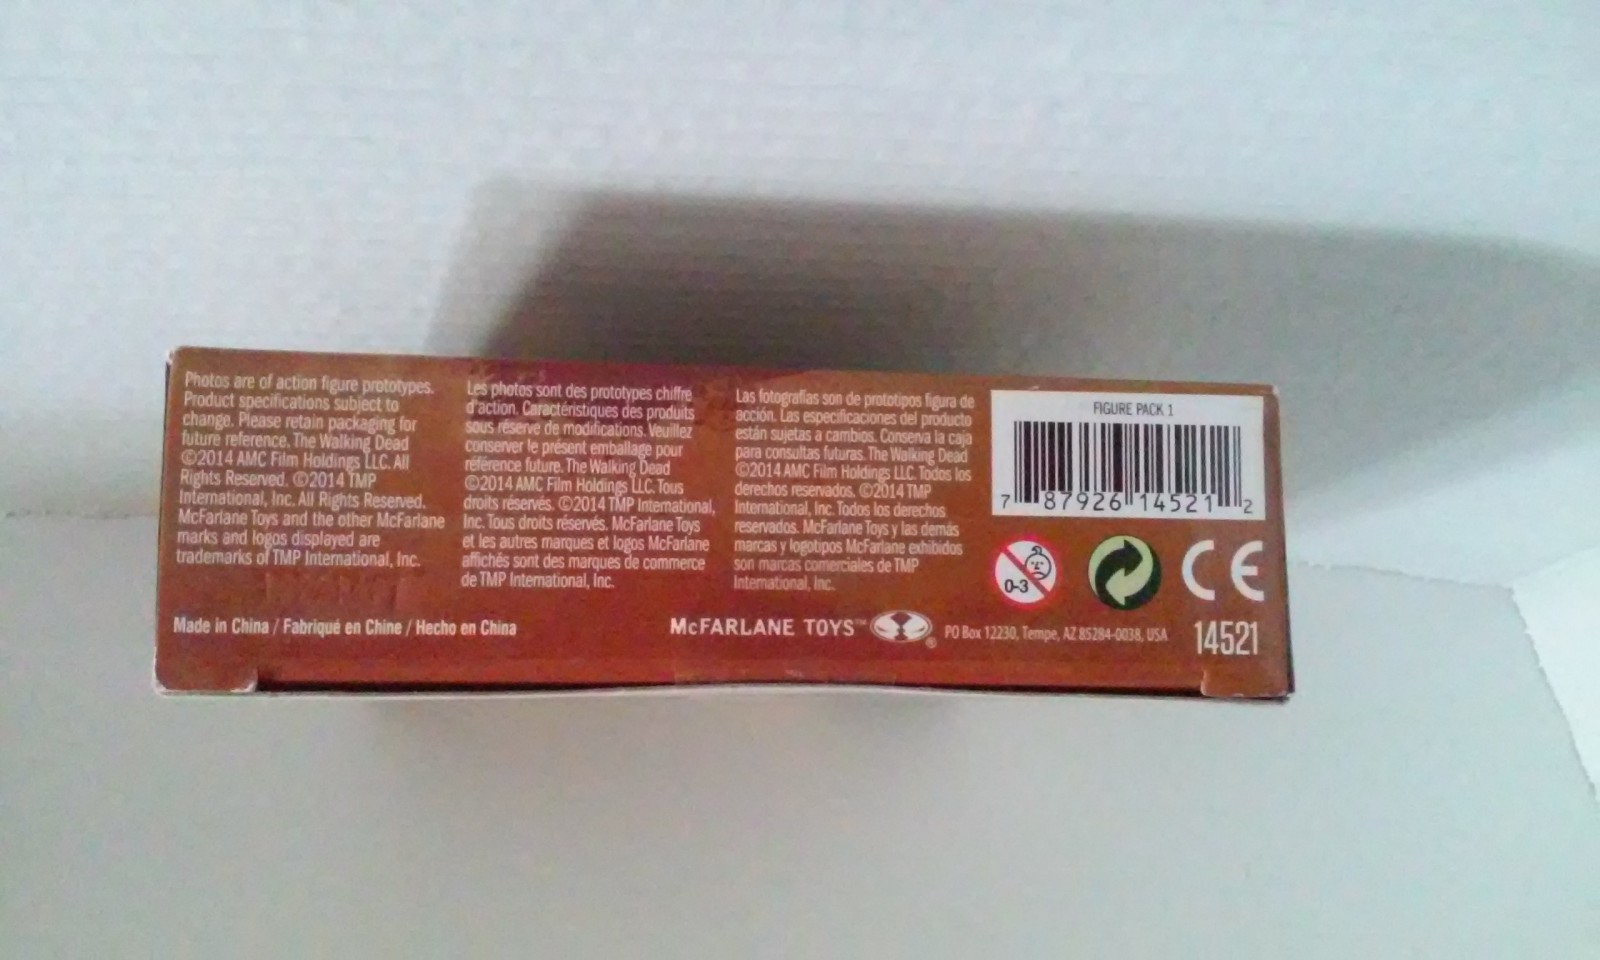 Photos are of action figure prototypes.
Product specifications subject to
change. Please retain packaging for
future reference. The Walking Dead
©2014 AMC Film Holdings LLC. All
Rights Reserved. ©2014 TMP
International, Inc. All Rights Reserved.
McFarlane Toys and the other McFarlane
marks and logos displayed are
trademarks of TMP International, Inc.
Les photos sont des prototypes chiffre
d'action. Caractéristiques des produits
sous réserve de modifications. Veuillez
conserver le présent emballage pour
référence future. The Walking Dead
©2014 AMC Film Holdings LLC. Tous
droits réservés. ©2014 TMP International,
Inc. Tous droits réservés. McFarlane Toys
et les autres marques et logos McFarlane
affichés sont des marques de commerce
de TMP International, Inc.
Las fotografías son de prototipos figura de
acción. Las especificaciones del producto
están sujetas a cambios. Conserva la caja
para consultas futuras. The Walking Dead
©2014 AMC Film Holdings LLC. Todos los
derechos reservados. ©2014 TMP
International, Inc. Todos los derechos
reservados. McFarlane Toys y las demás
marcas y logotipos McFarlane exhibidos
son marcas comerciales de TMP
International, Inc.
FIGURE PACK 1
7 87926 14521 2
0-3
CE
Made in China / Fabriqué en Chine / Hecho en China
McFARLANE TOYS™ ®
PO Box 12230, Tempe, AZ 85284-0038, USA
14521